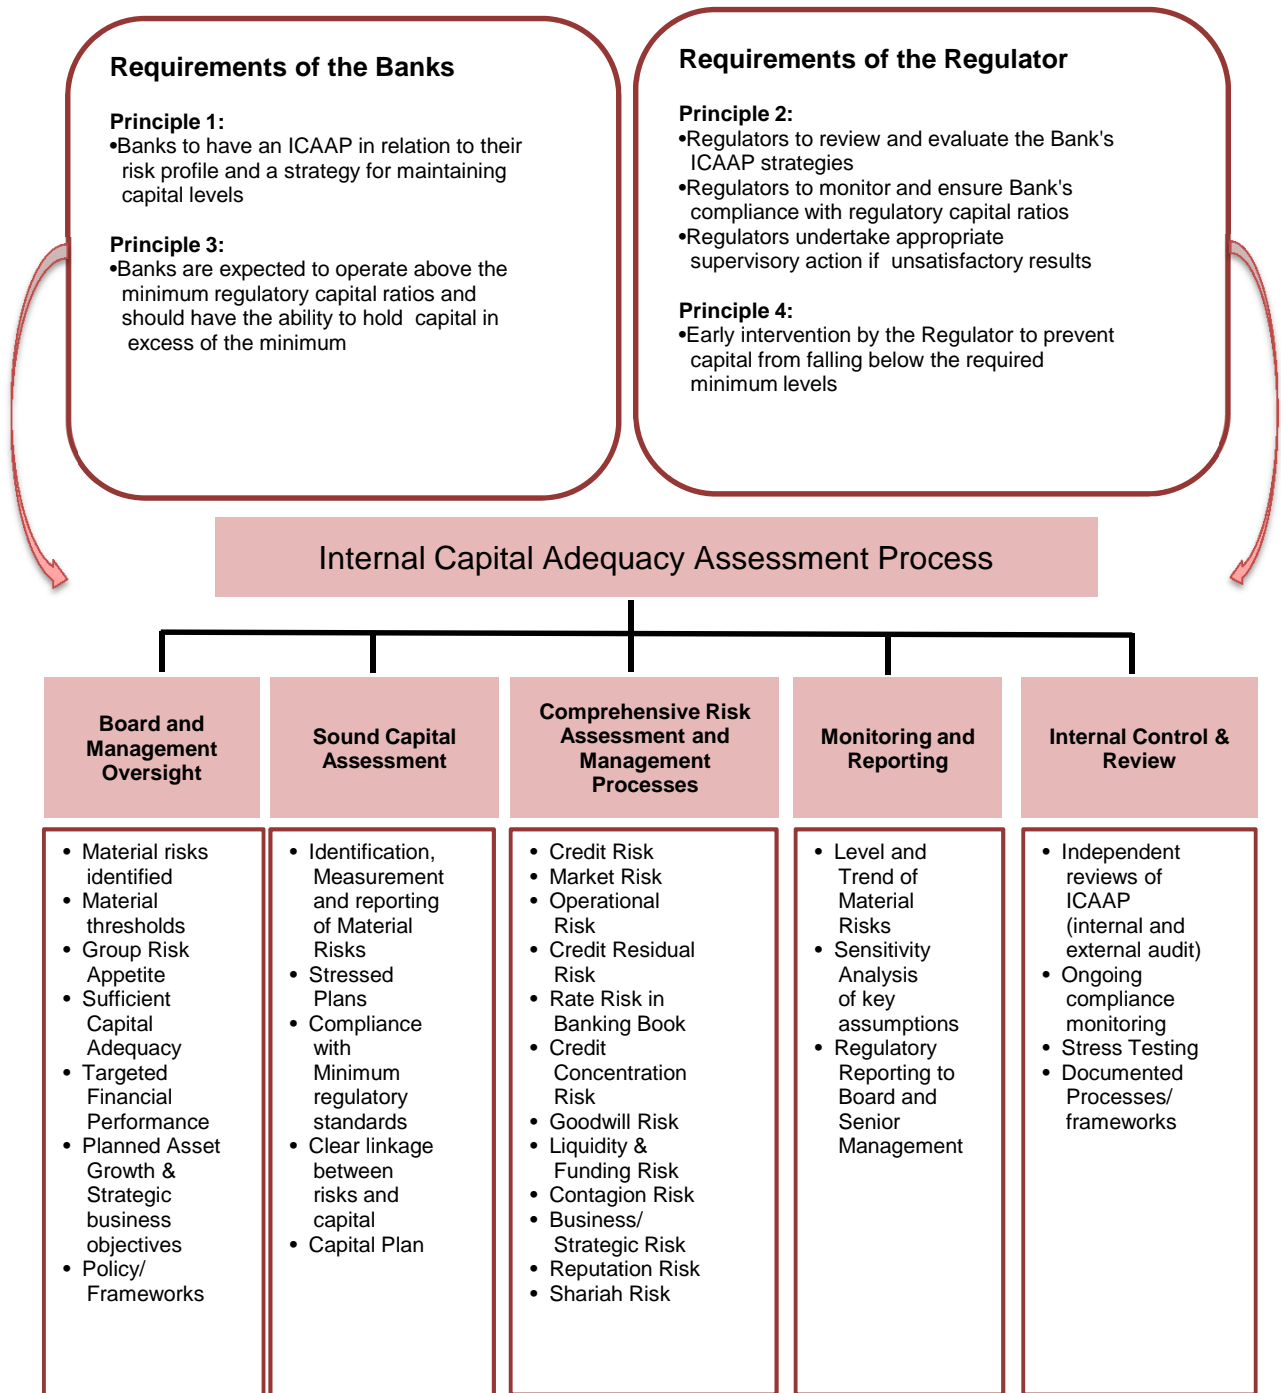 Requirements of the Banks
Principle 1:
•Banks to have an ICAAP in relation to their
risk profile and a strategy for maintaining
capital levels
Principle 3:
•Banks are expected to operate above the
minimum regulatory capital ratios and
should have the ability to hold capital in
excess of the minimum
Requirements of the Regulator
Principle 2:
•Regulators to review and evaluate the Bank's
ICAAP strategies
•Regulators to monitor and ensure Bank's
compliance with regulatory capital ratios
•Regulators undertake appropriate
supervisory action if unsatisfactory results
Principle 4:
•Early intervention by the Regulator to prevent
capital from falling below the required
minimum levels
Internal Capital Adequacy Assessment Process
Board and
Management
Oversight
• Material risks
identified
• Material
thresholds
• Group Risk
Appetite
• Sufficient
Capital
Adequacy
• Targeted
Financial
Performance
• Planned Asset
Growth &
Strategic
business
objectives
• Policy/
Frameworks
Sound Capital
Assessment
• Identification,
Measurement
and reporting
of Material
Risks
• Stressed
Plans
• Compliance
with
Minimum
regulatory
standards
• Clear linkage
between
risks and
capital
• Capital Plan
Comprehensive Risk
Assessment and
Management
Processes
• Credit Risk
• Market Risk
• Operational
Risk
• Credit Residual
Risk
• Rate Risk in
Banking Book
• Credit
Concentration
Risk
• Goodwill Risk
• Liquidity &
Funding Risk
• Contagion Risk
• Business/
Strategic Risk
• Reputation Risk
• Shariah Risk
Monitoring and
Reporting
• Level and
Trend of
Material
Risks
• Sensitivity
Analysis
of key
assumptions
• Regulatory
Reporting to
Board and
Senior
Management
Internal Control &
Review
• Independent
reviews of
ICAAP
(internal and
external audit)
• Ongoing
compliance
monitoring
• Stress Testing
• Documented
Processes/
frameworks